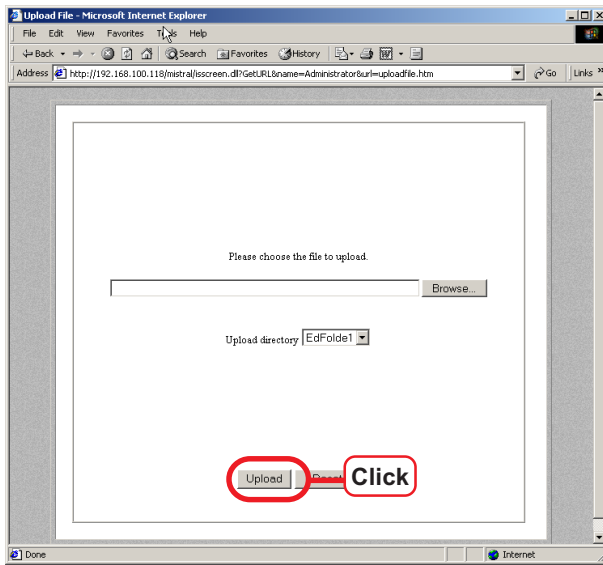 Upload File - Microsoft Internet Explorer
File Edit View Favorites Tools Help
Back Search Favorites History
Address http://192.168.100.118/mistral/isscreen.dll?GetURL&name=Administrator&url=uploadfile.htm Go Links »
Please choose the file to upload.
Browse...
Upload directory EdFolde1
Upload Click
Done Internet